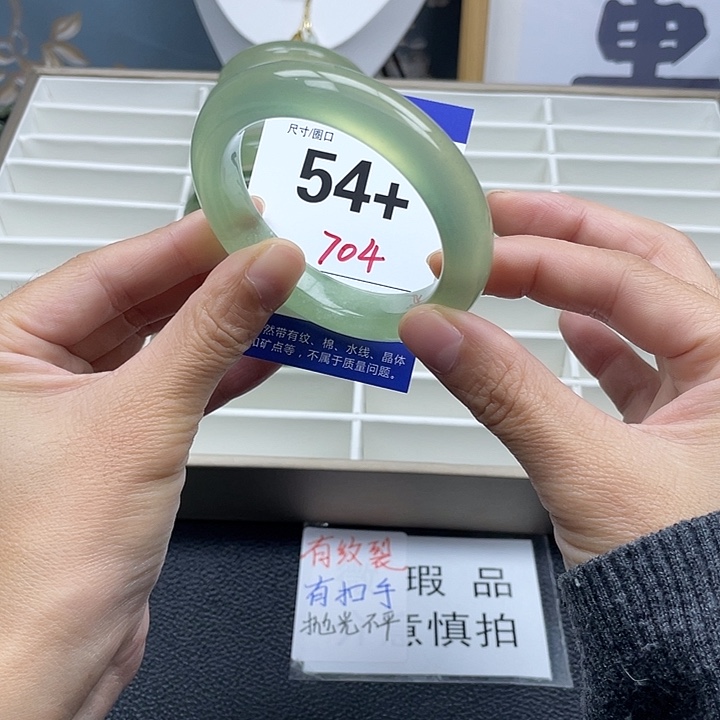 尺寸/圈口
54+
704
然带有纹、棉、水线、晶体
和矿点等，不属于质量问题。
有纹裂
有扣手
抛光不平
瑕 品
意慎拍